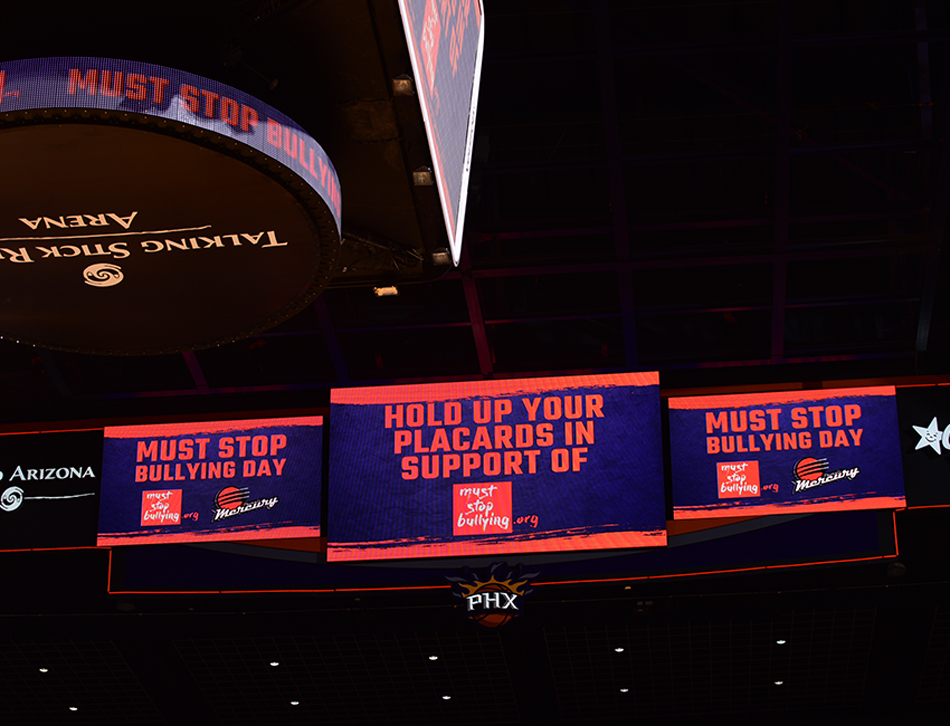 MUST STOP BULLYIN
TALKING STICK R
ARENA
HOLD UP YOUR
PLACARDS IN
SUPPORT OF
must
stop
bullying.org
MUST STOP
BULLYING DAY
must
stop
bullying.org
Mercury
MUST STOP
BULLYING DAY
must
stop
bullying.org
Mercury
ARIZONA
PHX